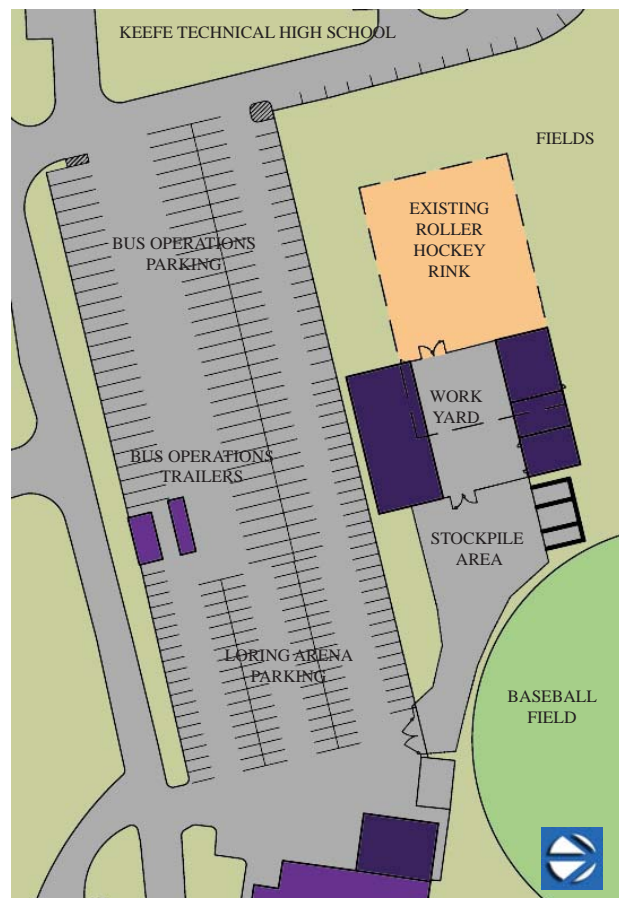 KEEFE TECHNICAL HIGH SCHOOL
FIELDS
EXISTING
ROLLER
HOCKEY
RINK
BUS OPERATIONS
PARKING
WORK
YARD
BUS OPERATIONS
TRAILERS
STOCKPILE
AREA
LORING ARENA
PARKING
BASEBALL
FIELD